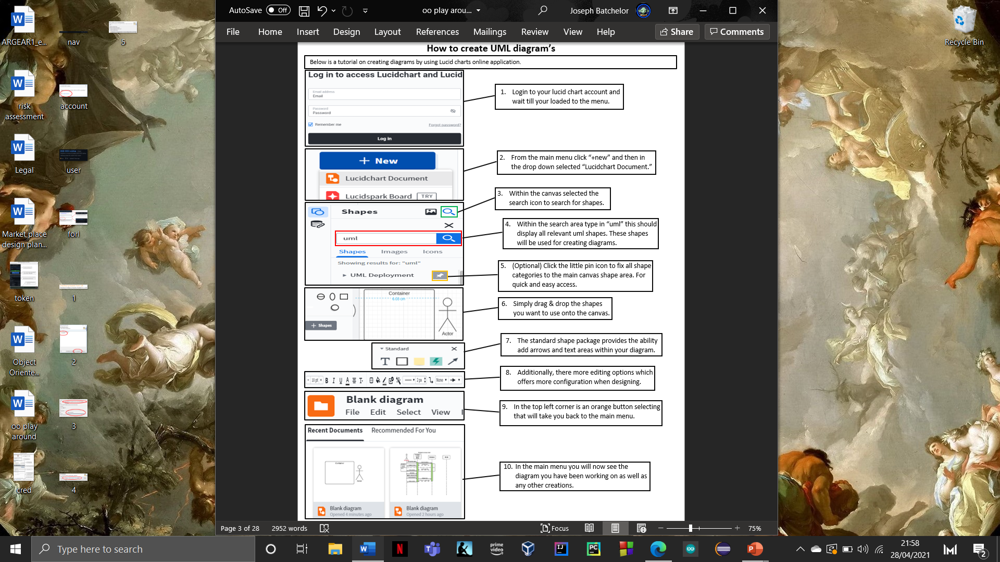 AutoSave Off
oo play arou...
Joseph Batchelor
File Home Insert Design Layout References Mailings Review View Help Share Comments
How to create UML diagram's
Below is a tutorial on creating diagrams by using Lucid charts online application.
Log in to access Lucidchart and Lucid
Email address
Email
Password
Password
Remember me
Forgot password?
Log in
1. Login to your lucid chart account and
wait till your loaded to the menu.
+ New
Lucidchart Document
Lucidspark Board TRY
2. From the main menu click “+new” and then in
the drop down selected “Lucidchart Document.”
3. Within the canvas selected the
search icon to search for shapes.
Shapes
uml
Shapes Images Icons
Showing results for: "uml"
UML Deployment
4. Within the search area type in “uml” this should
display all relevant uml shapes. These shapes
will be used for creating diagrams.
5. (Optional) Click the little pin icon to fix all shape
categories to the main canvas shape area. For
quick and easy access.
Container
6.03 cm
+ Shapes
Actor
6. Simply drag & drop the shapes
you want to use onto the canvas.
Standard
T
7. The standard shape package provides the ability
add arrows and text areas within your diagram.
- 10 pt + B I U A T 2 px None
8. Additionally, there more editing options which
offers more configuration when designing.
Blank diagram
File Edit Select View
9. In the top left corner is an orange button selecting
that will take you back to the main menu.
Recent Documents Recommended For You
Container
Actor
Blank diagram
Opened 4 minutes ago
Blank diagram
Opened 2 hours ago
10. In the main menu you will now see the
diagram you have been working on as well as
any other creations.
Page 3 of 28 2952 words Focus 75%
ARGEAR1_e...
nav
5
risk
assessment
account
Legal
user
Market place
design plan...
forl
token
1
Object
Oriente...
2
oo play
around
3
cred
4
Recycle Bin
Type here to search
N
prime
video
IJ
PC
21:58
28/04/2021
2